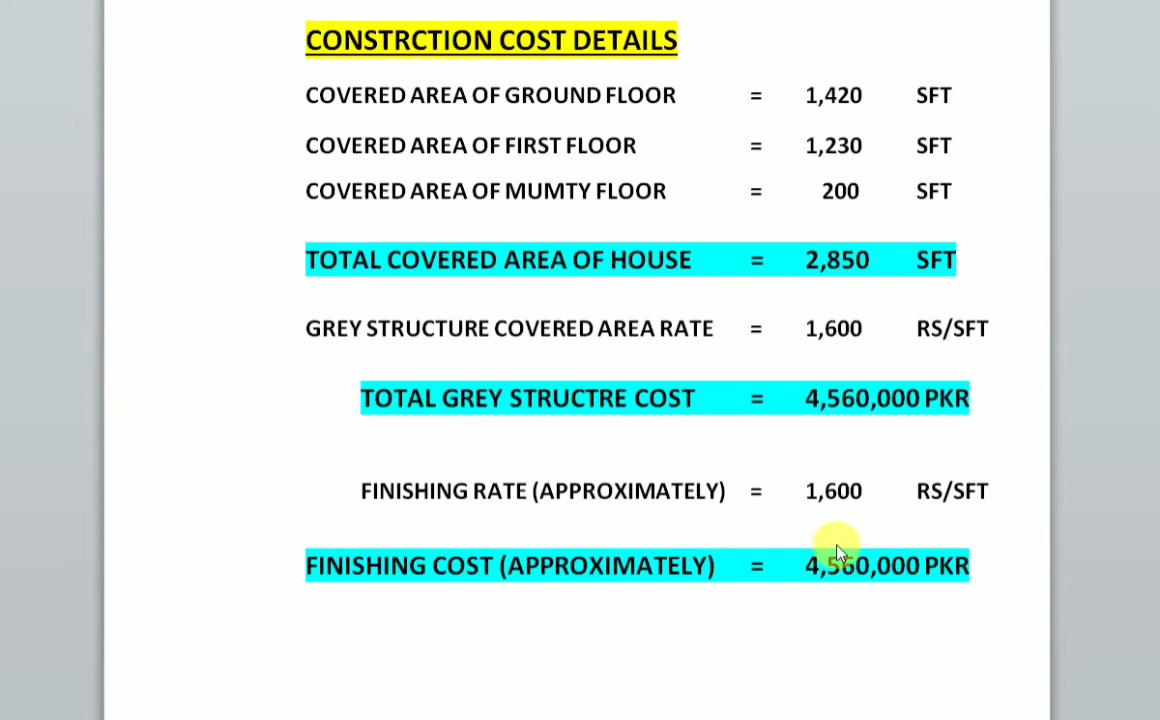 CONSTRCTION COST DETAILS
COVERED AREA OF GROUND FLOOR = 1,420 SFT
COVERED AREA OF FIRST FLOOR = 1,230 SFT
COVERED AREA OF MUMTY FLOOR = 200 SFT
TOTAL COVERED AREA OF HOUSE = 2,850 SFT
GREY STRUCTURE COVERED AREA RATE = 1,600 RS/SFT
TOTAL GREY STRUCTRE COST = 4,560,000 PKR
FINISHING RATE (APPROXIMATELY) = 1,600 RS/SFT
FINISHING COST (APPROXIMATELY) = 4,560,000 PKR